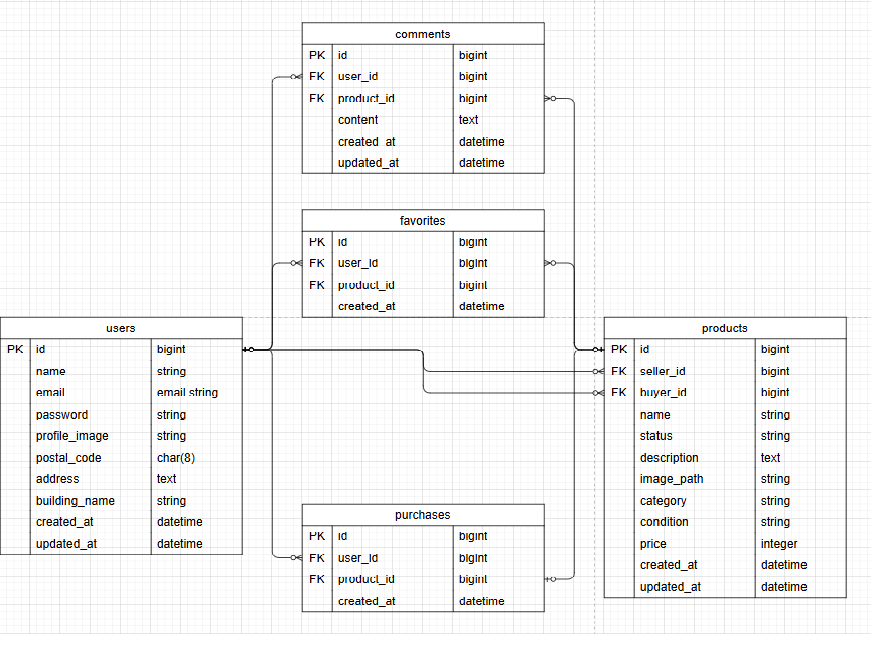 comments
PK id bigint
FK user_id bigint
FK product_id bigint
content text
created_at datetime
updated_at datetime
favorites
PK id bigint
FK user_id bigint
FK product_id bigint
created_at datetime
users
PK id bigint
name string
email email string
password string
profile_image string
postal_code char(8)
address text
building_name string
created_at datetime
updated_at datetime
products
PK id bigint
FK seller_id bigint
FK buyer_id bigint
name string
status string
description text
image_path string
category string
condition string
price integer
created_at datetime
updated_at datetime
purchases
PK id bigint
FK user_id bigint
FK product_id bigint
created_at datetime